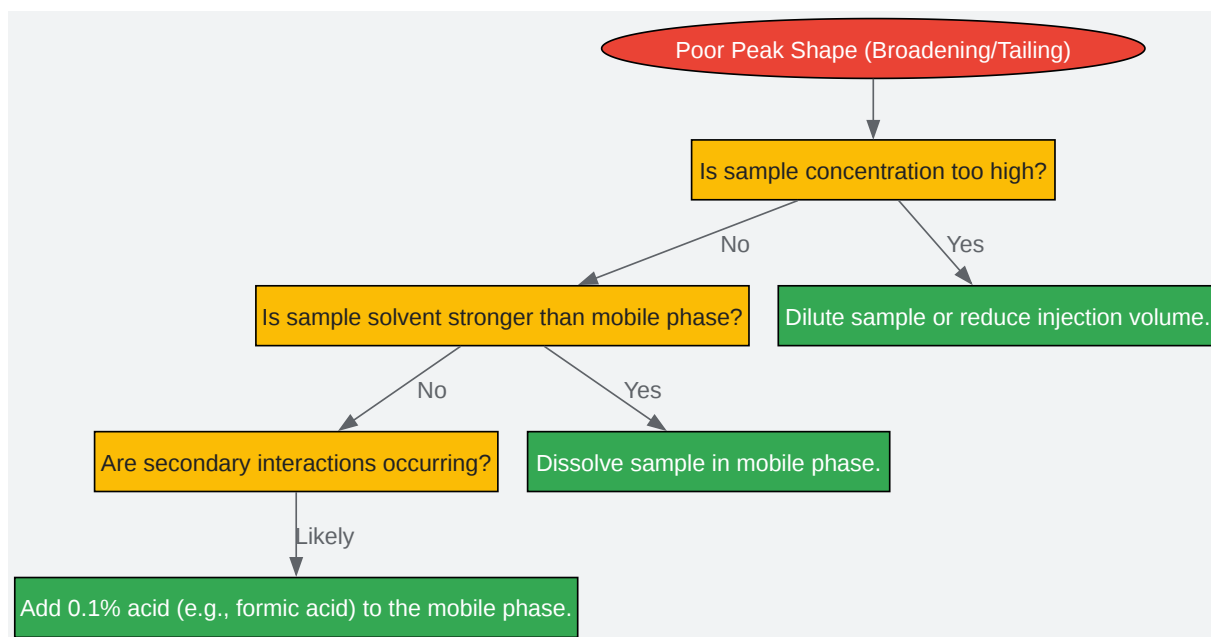 Poor Peak Shape (Broadening/Tailing)
Is sample concentration too high?
No
Yes
Is sample solvent stronger than mobile phase?
Dilute sample or reduce injection volume.
No
Yes
Are secondary interactions occurring?
Dissolve sample in mobile phase.
Likely
Add 0.1% acid (e.g., formic acid) to the mobile phase.